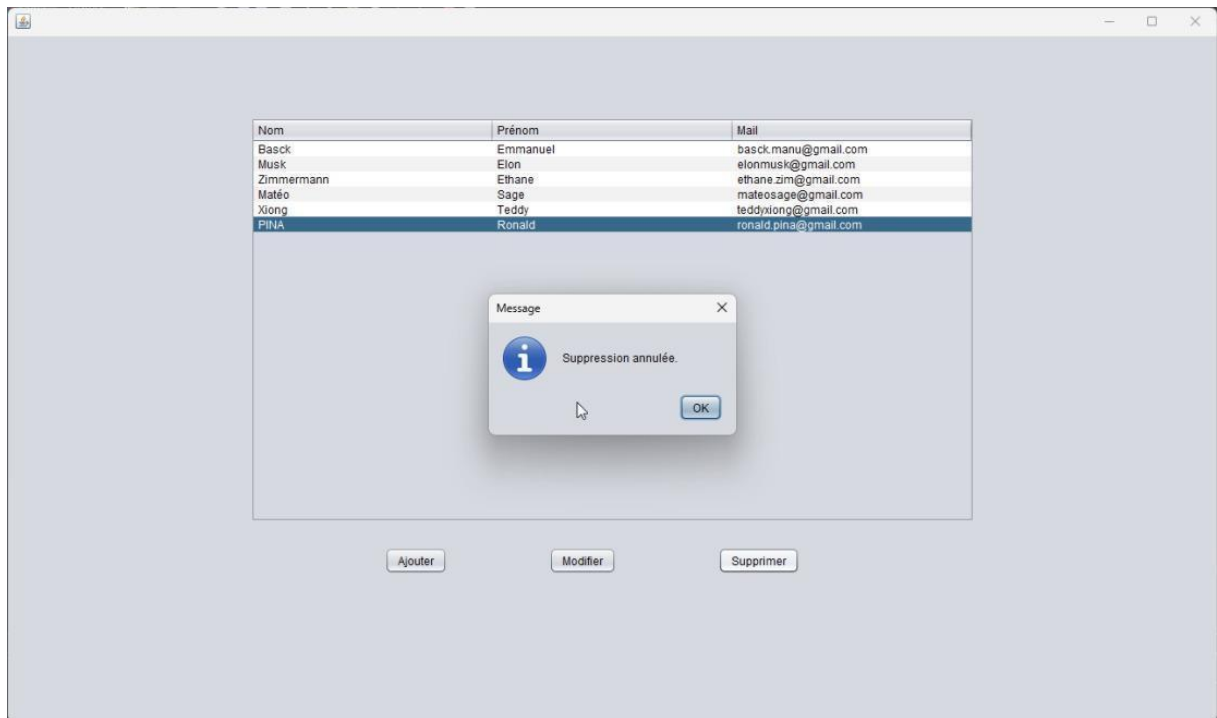 Nom Prénom Mail
Basck Emmanuel basck.manu@gmail.com
Musk Elon elonmusk@gmail.com
Zimmermann Ethane ethane.zim@gmail.com
Matéo Sage mateosage@gmail.com
Xiong Teddy teddyxiong@gmail.com
PINA Ronald ronald.pina@gmail.com
Message
Suppression annulée.
OK
Ajouter Modifier Supprimer